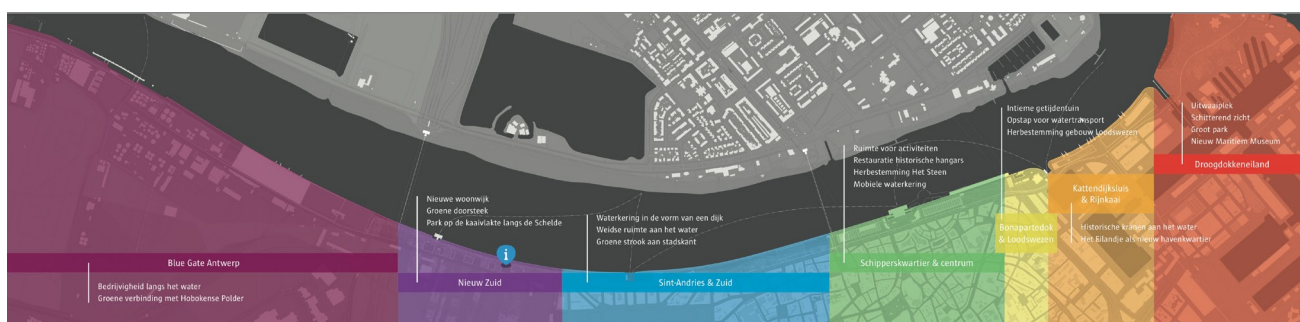 Blue Gate Antwerp
Bedrijvigheid langs het water
Groene verbinding met Hobokense Polder
Nieuwe woonwijk
Groene doorsteek
Park op de kaaivlakte langs de Schelde
i
Nieuw Zuid
Waterkering in de vorm van een dijk
Weidse ruimte aan het water
Groene strook aan stadskant
Sint-Andries & Zuid
Ruimte voor activiteiten
Restauratie historische hangars
Herbestemming Het Steen
Mobiele waterkering
Schipperskwartier & centrum
Intieme getijdentuin
Opstap voor watertransport
Herbestemming gebouw Loodswezen
Bonapartedok
& Loodswezen
Kattendijksluis
& Rijnkaai
Historische kranen aan het water
Het Eilandje als nieuw havenkwartier
Uitwaaiplek
Schitterend zicht
Groot park
Nieuw Maritiem Museum
Droogdokkeneiland